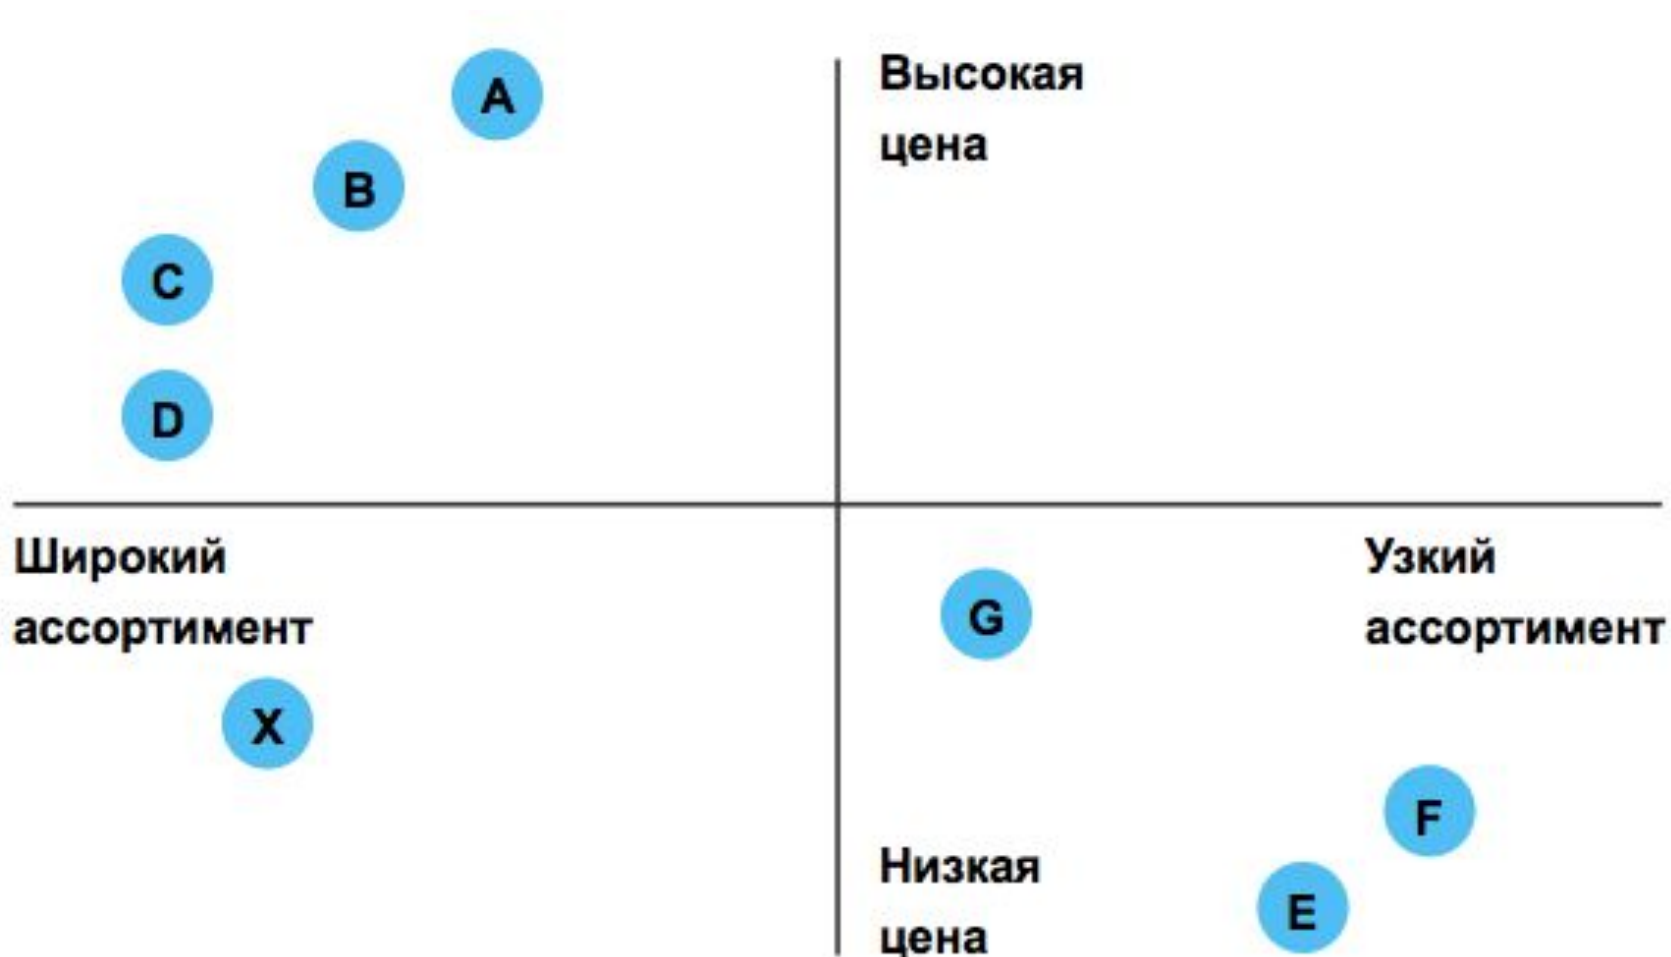 A
Высокая
цена
B
C
D
Широкий
ассортимент
Узкий
ассортимент
G
X
F
Низкая
цена
E